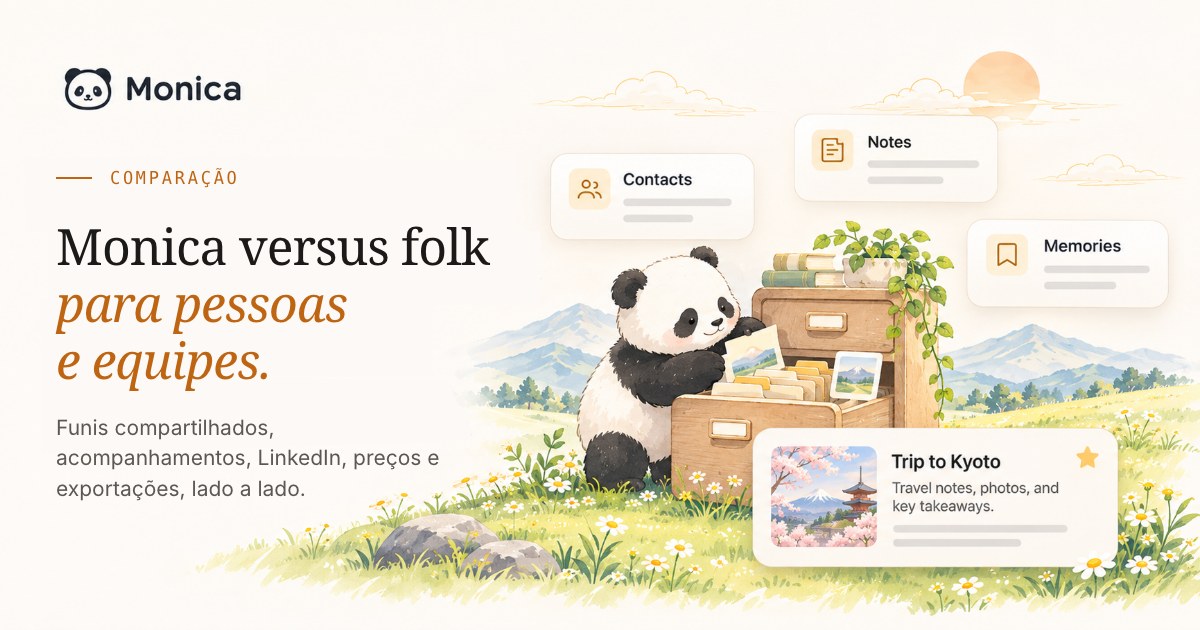 Monica
COMPARAÇÃO
Monica versus folk
para pessoas
e equipes.
Funis compartilhados,
acompanhamentos, LinkedIn, preços e
exportações, lado a lado.
Contacts
Notes
Memories
Trip to Kyoto
Travel notes, photos, and
key takeaways.